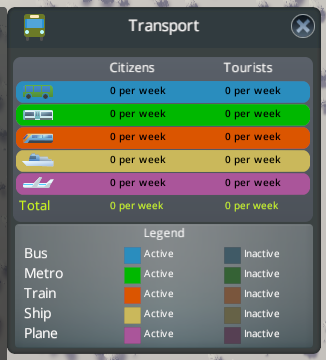 Transport
Citizens Tourists
0 per week 0 per week
0 per week 0 per week
0 per week 0 per week
0 per week 0 per week
0 per week 0 per week
Total 0 per week 0 per week
Legend
Bus Active Inactive
Metro Active Inactive
Train Active Inactive
Ship Active Inactive
Plane Active Inactive